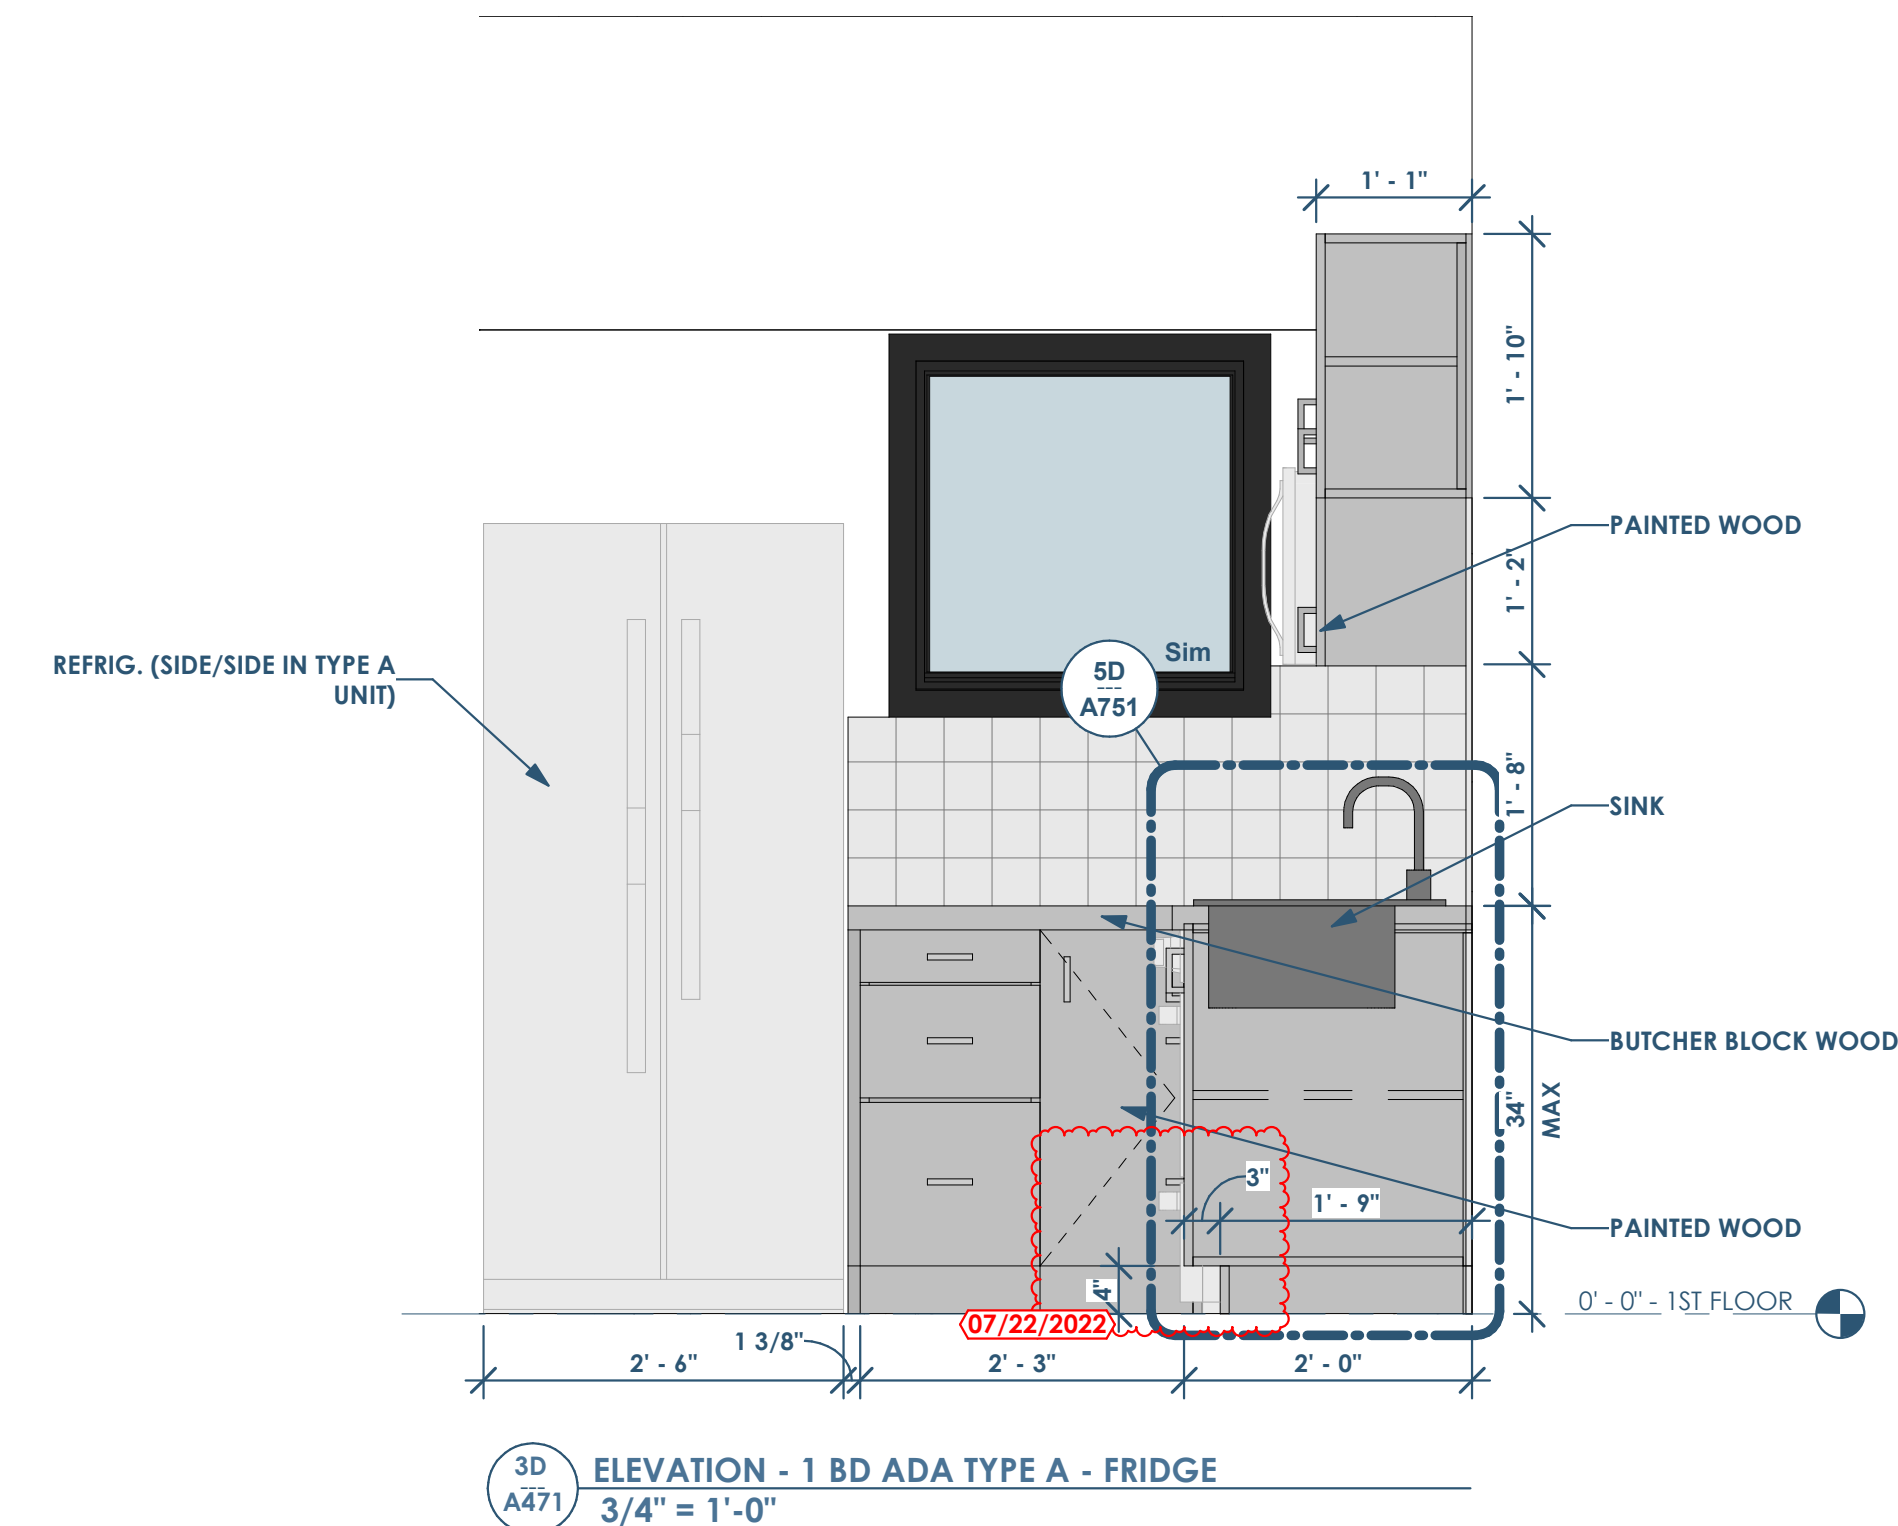 1' - 1"
1' - 10"
PAINTED WOOD
1' - 2"
Sim
REFRIG. (SIDE/SIDE IN TYPE A
UNIT)
5D
---
A751
1' - 8"
SINK
BUTCHER BLOCK WOOD
34"
MAX
3"
1' - 9"
PAINTED WOOD
4"
0' - 0" - 1ST FLOOR
07/22/2022
1 3/8"
2' - 6"
2' - 3"
2' - 0"
3D
---
A471
ELEVATION - 1 BD ADA TYPE A - FRIDGE
3/4" = 1'-0"